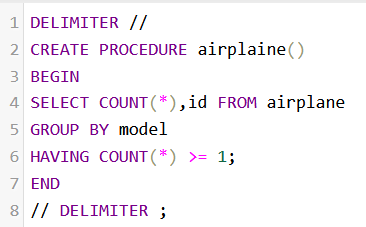 1 DELIMITER //
2 CREATE PROCEDURE airplaine()
3 BEGIN
4 SELECT COUNT(*),id FROM airplane
5 GROUP BY model
6 HAVING COUNT(*) >= 1;
7 END
8 // DELIMITER ;